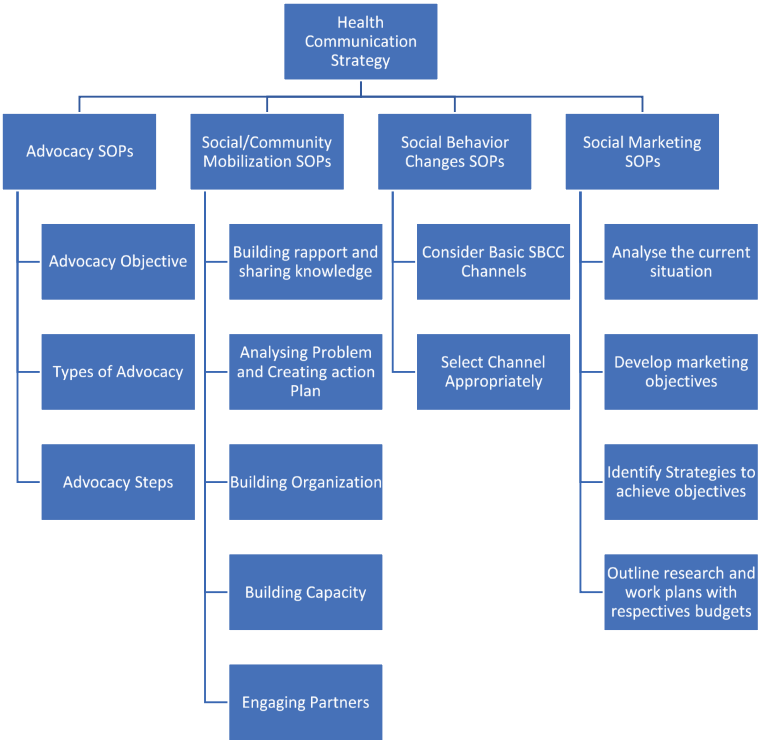 Health
Communication
Strategy
Advocacy SOPs
Social/Community
Mobilization SOPs
Social Behavior
Changes SOPs
Social Marketing
SOPs
Advocacy Objective
Types of Advocacy
Advocacy Steps
Building rapport and
sharing knowledge
Analysing Problem
and Creating action
Plan
Building Organization
Building Capacity
Engaging Partners
Consider Basic SBCC
Channels
Select Channel
Appropriately
Analyse the current
situation
Develop marketing
objectives
Identify Strategies to
achieve objectives
Outline research and
work plans with
respectives budgets